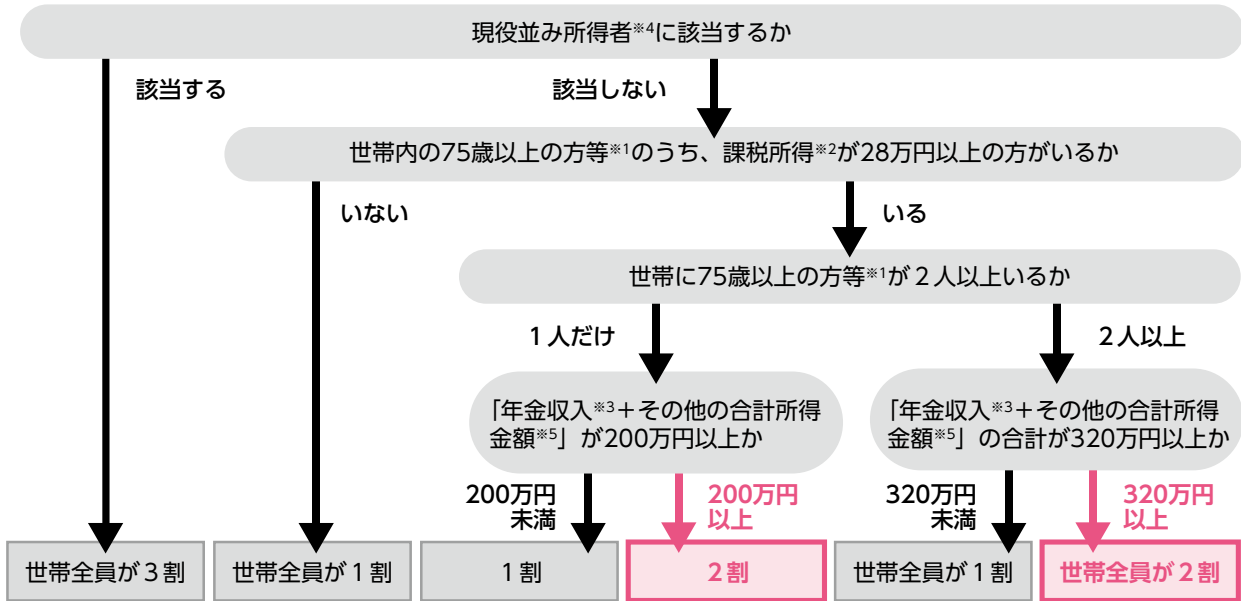 現役並み所得者※4に該当するか
該当する
該当しない
世帯内の75歳以上の方等※1のうち、課税所得※2が28万円以上の方がいるか
いない
いる
世帯に75歳以上の方等※1が2人以上いるか
1人だけ
2人以上
「年金収入※3+その他の合計所得
金額※5」が200万円以上か
「年金収入※3+その他の合計所得
金額※5」の合計が320万円以上か
200万円
未満
200万円
以上
320万円
未満
320万円
以上
世帯全員が3割
世帯全員が1割
1割
2割
世帯全員が1割
世帯全員が2割